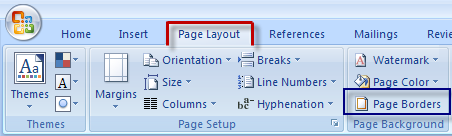 Home Insert Page Layout References Mailings Revie
Aa Themes Margins Orientation Breaks Watermark
A Size Line Numbers Page Color
Columns Hyphenation Page Borders
Themes Page Setup Page Background